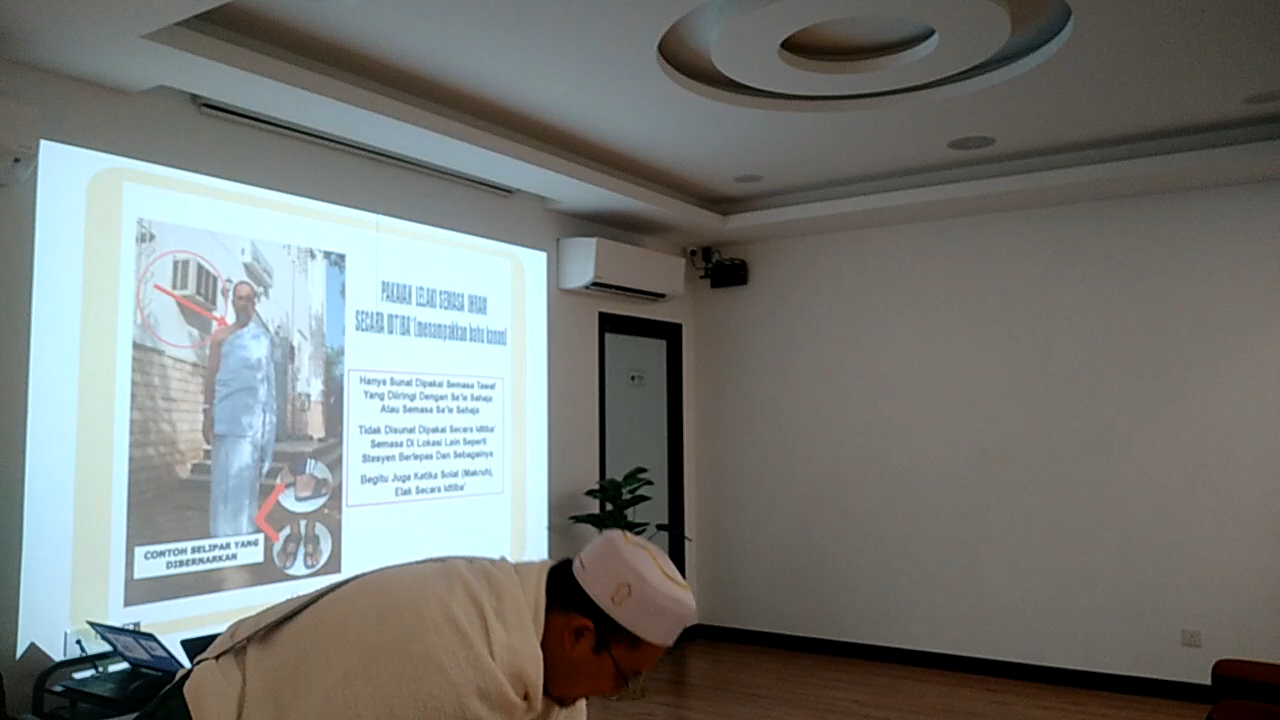 PAKAIAN LELAKI SEMASA IHRAM
SECARA IDTIBA' (menampakkan bahu kanan)
Hanya Sunat Dipakai Semasa Tawaf
Yang Diiringi Dengan Sa'ie Sahaja
Atau Semasa Sa'ie Sahaja
Tidak Disunat Dipakai Secara Idtiba'
Semasa Di Lokasi Lain Seperti
Stesyen Berlepas Dan Sebagainya
Begitu Juga Ketika Solat (Makruh),
Elak Secara Idtiba'
CONTOH SELIPAR YANG
DIBENARKAN